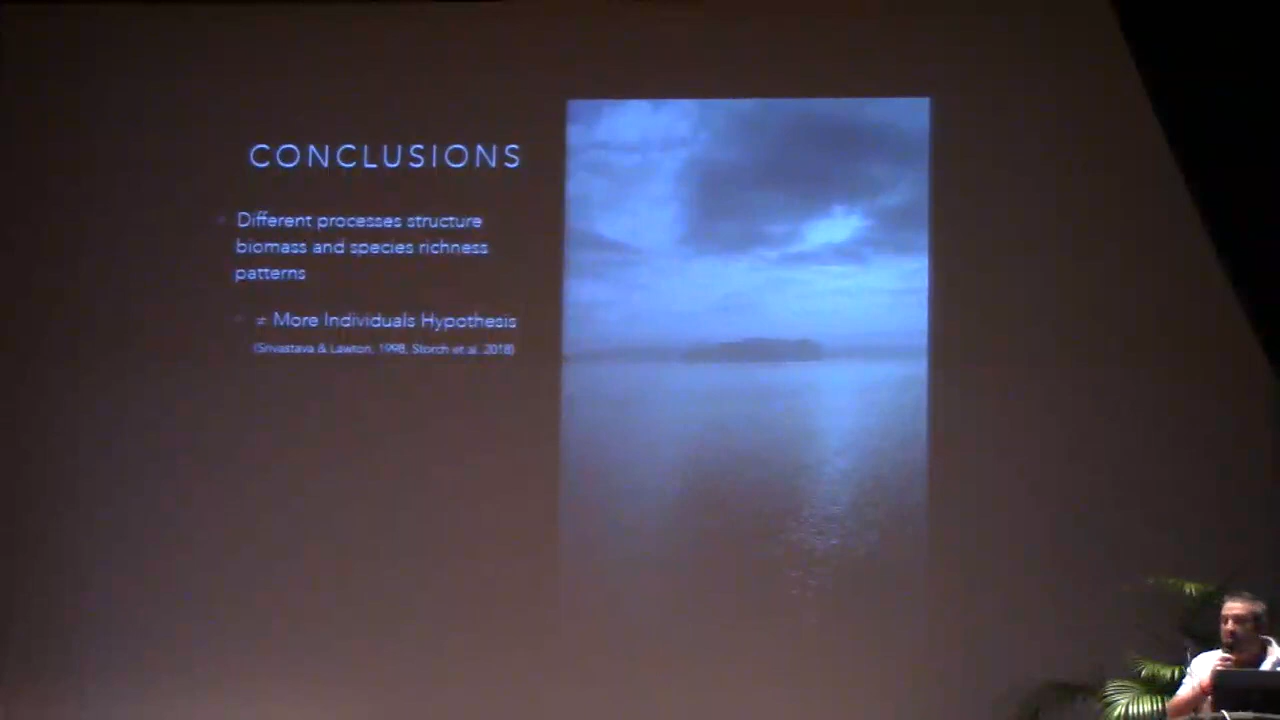 CONCLUSIONS
Different processes structure
biomass and species richness
patterns
≠ More Individuals Hypothesis
(Srivastava & Lawton, 1998, Storch et al. 2018)